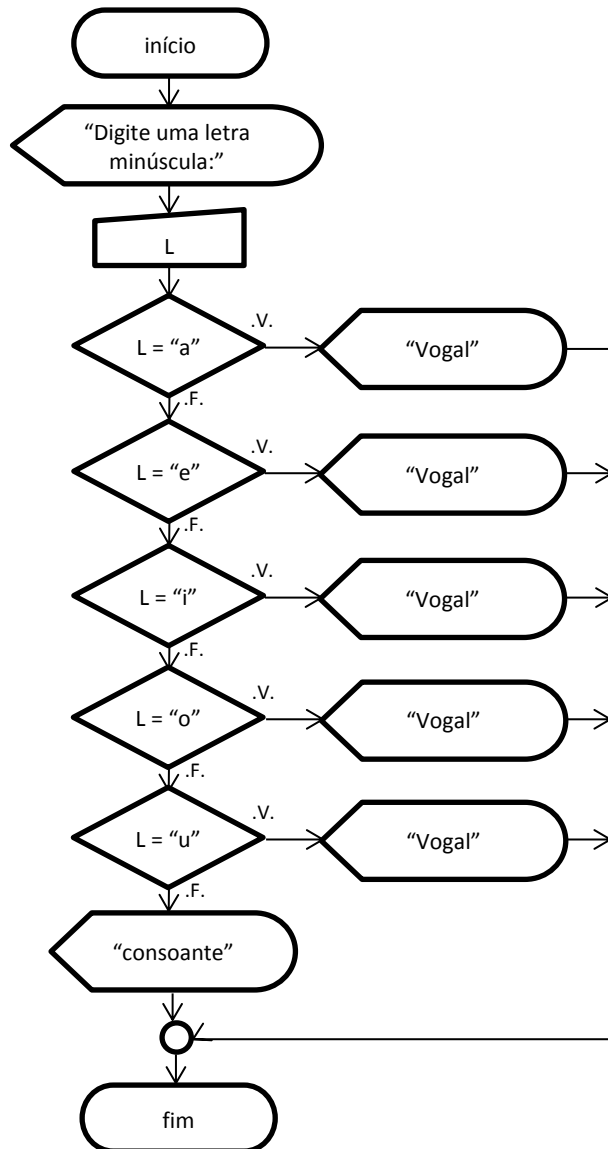 início
“Digite uma letra
minúscula:”
L
L = “a”
.V.
“Vogal”
.F.
L = “e”
.V.
“Vogal”
.F.
L = “i”
.V.
“Vogal”
.F.
L = “o”
.V.
“Vogal”
.F.
L = “u”
.V.
“Vogal”
.F.
“consoante”
fim